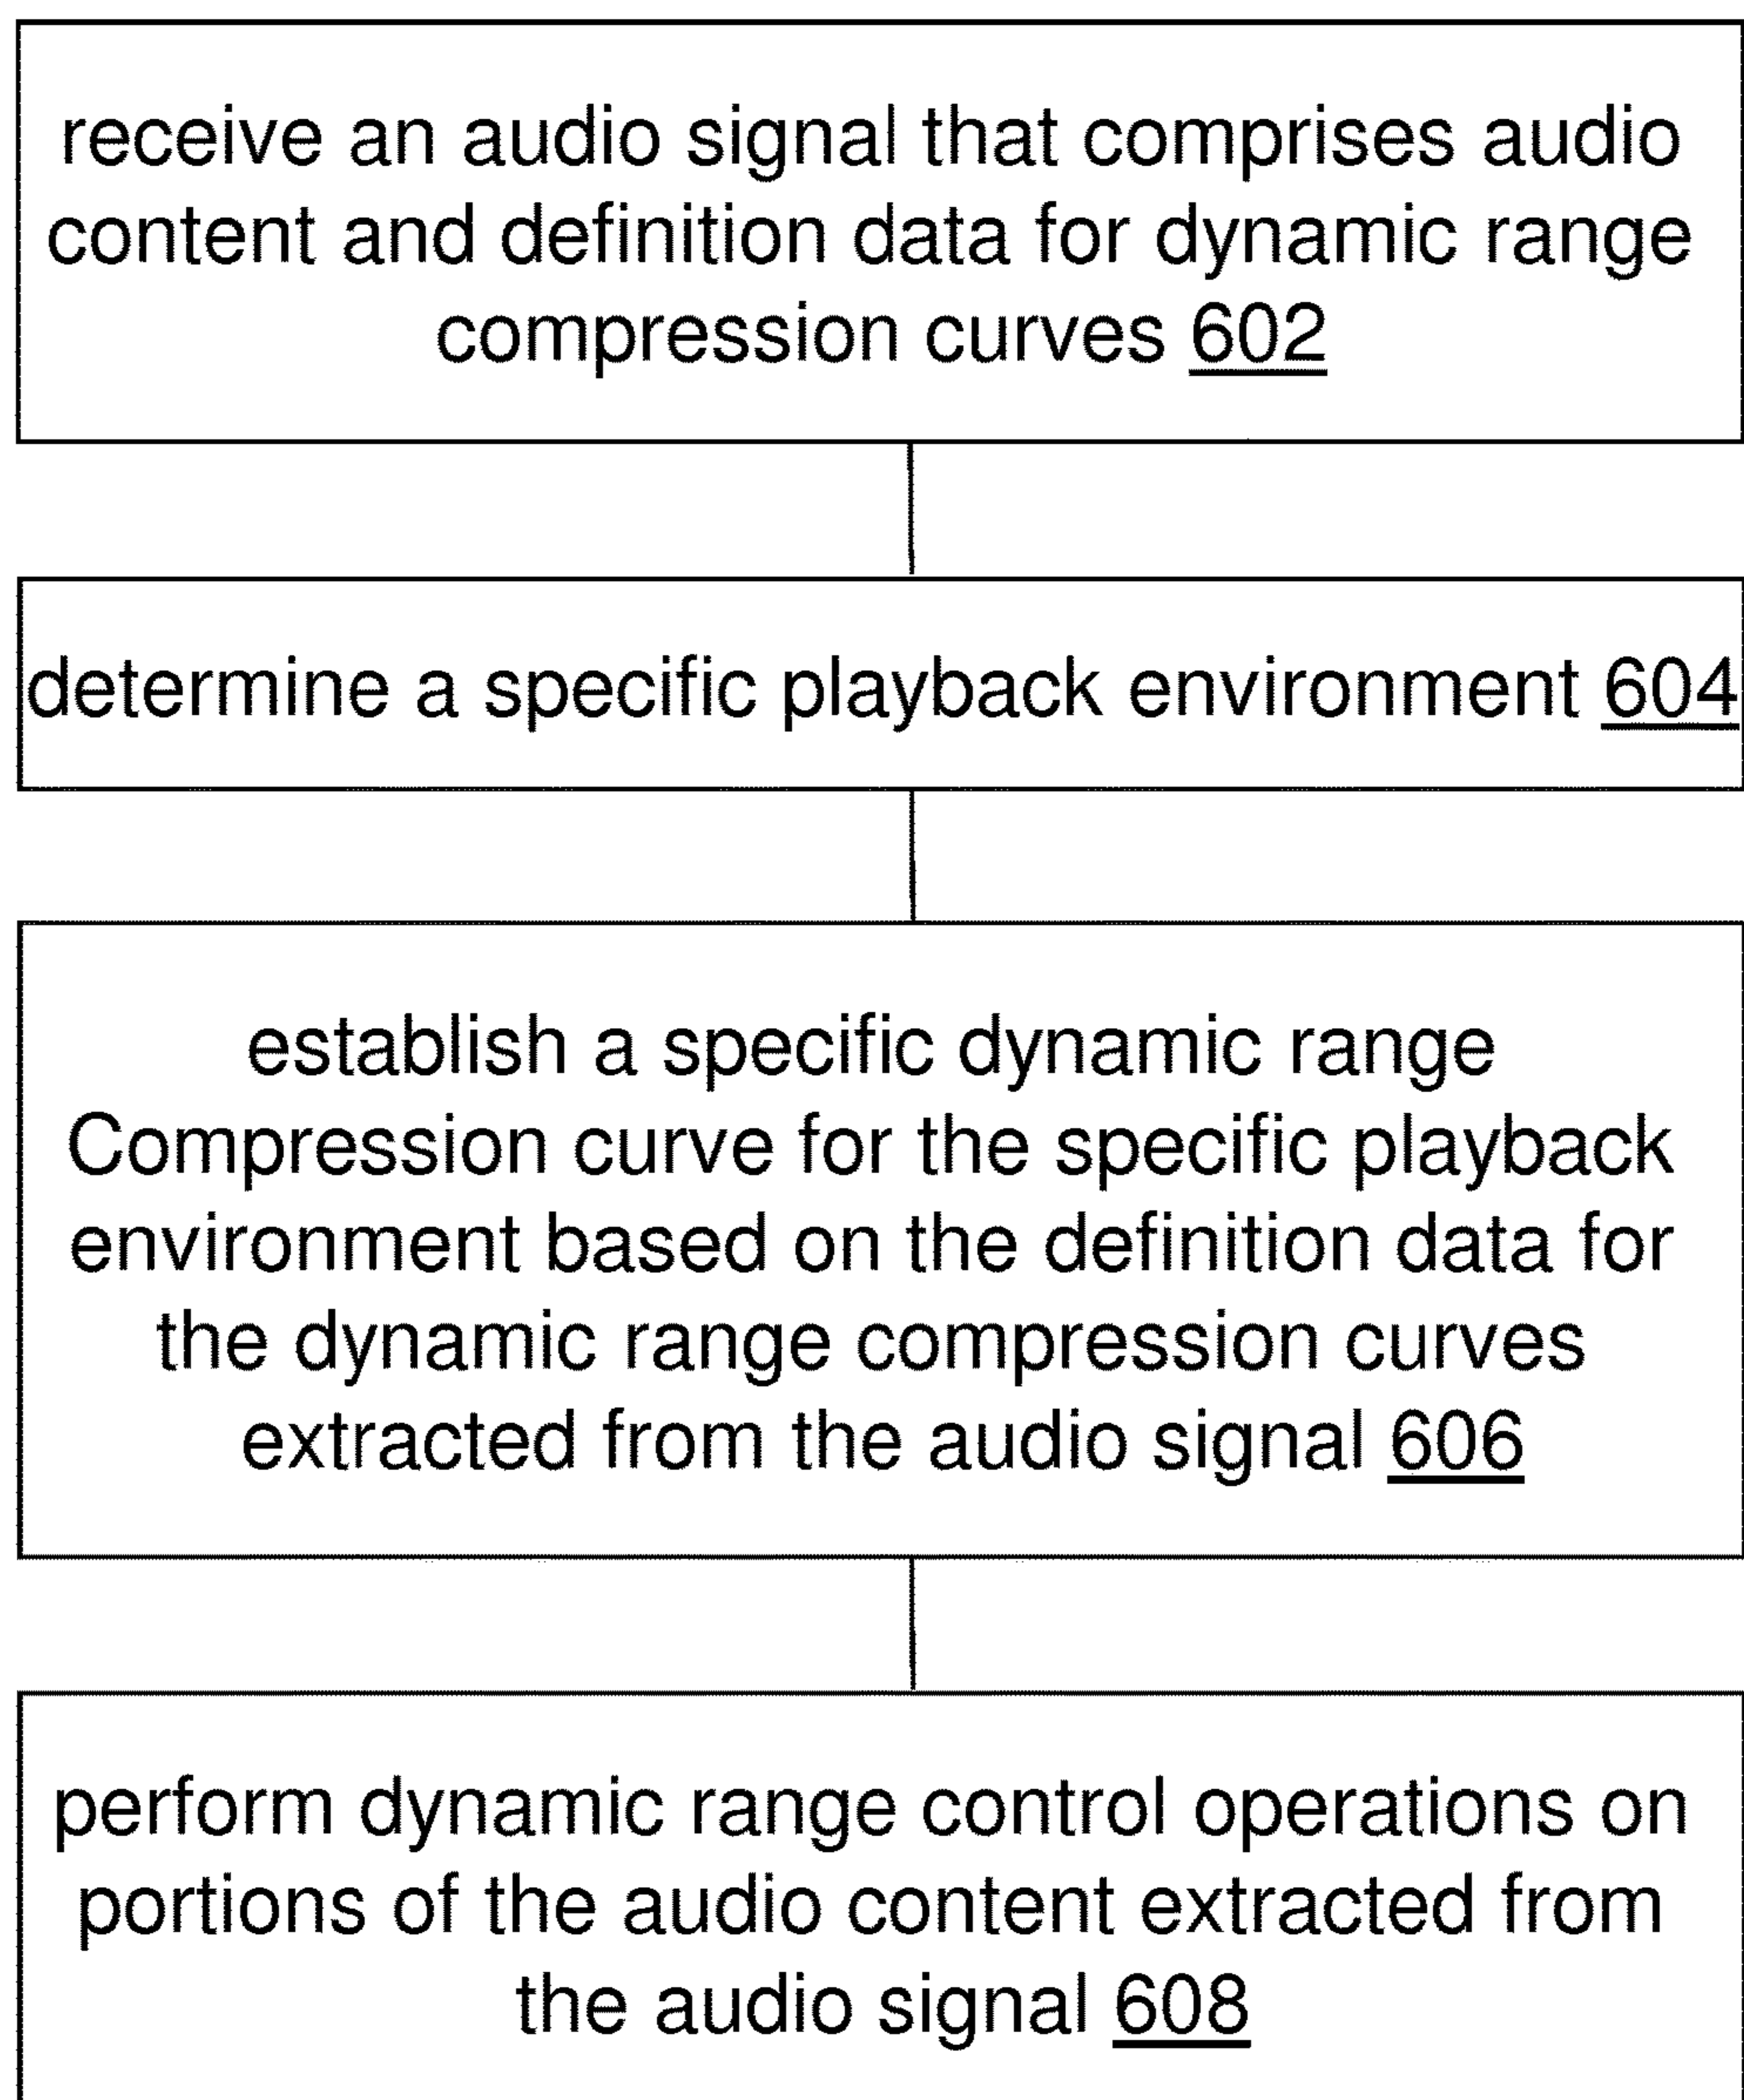 receive an audio signal that comprises audio
content and definition data for dynamic range
compression curves 602
determine a specific playback environment 604
establish a specific dynamic range
Compression curve for the specific playback
environment based on the definition data for
the dynamic range compression curves
extracted from the audio signal 606
perform dynamic range control operations on
portions of the audio content extracted from
the audio signal 608